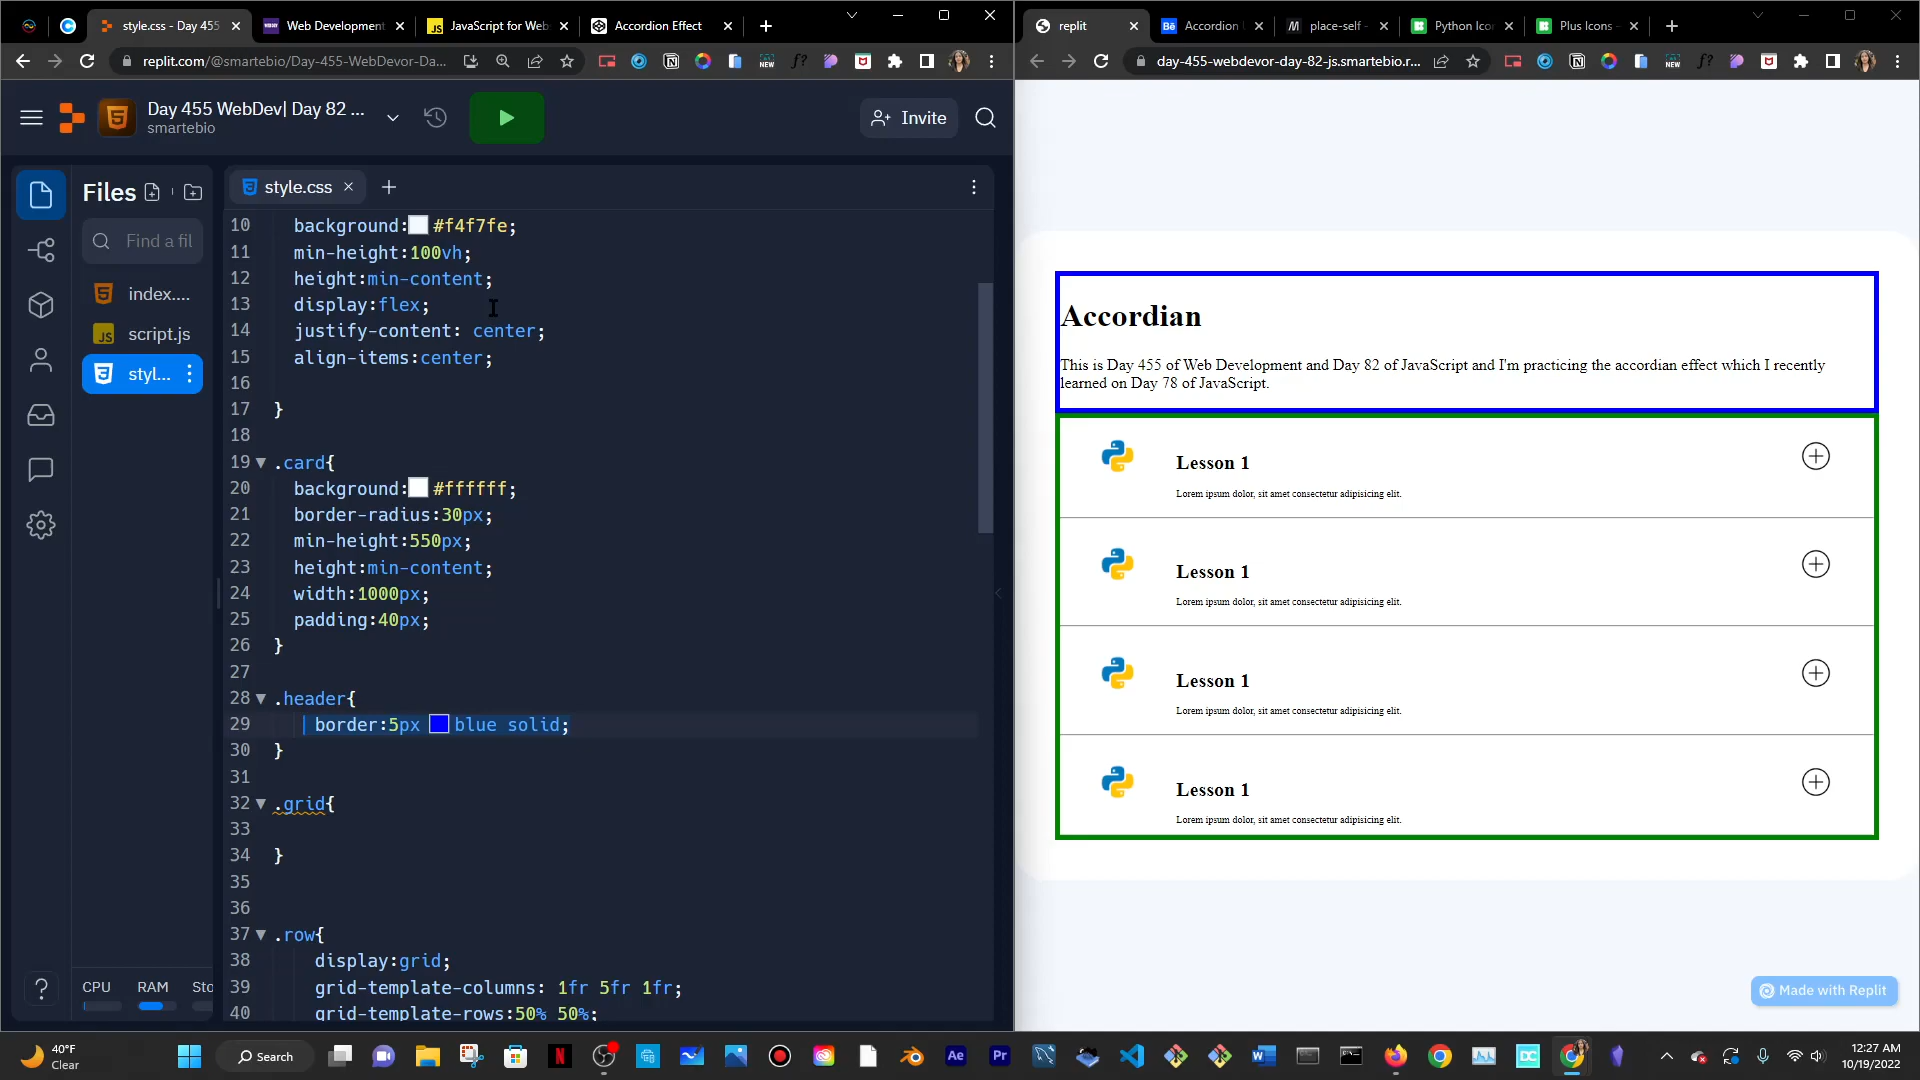 style.css - Day 455
Web Development
JavaScript for Web
Accordion Effect
replit.com/@smartebio/Day-455-WebDevor-Da...
Day 455 WebDev| Day 82 ...
smartebio
Invite
Files
Find a fil
index....
script.js
styl...
CPU
RAM
Sto
style.css
10 background: #f4f7fe;
11 min-height:100vh;
12 height:min-content;
13 display:flex;
14 justify-content: center;
15 align-items:center;
16
17 }
18
19 .card{
20 background: #ffffff;
21 border-radius:30px;
22 min-height:550px;
23 height:min-content;
24 width:1000px;
25 padding:40px;
26 }
27
28 .header{
29 border:5px blue solid;
30 }
31
32 .grid{
33
34 }
35
36
37 .row{
38 display:grid;
39 grid-template-columns: 1fr 5fr 1fr;
40 grid-template-rows:50% 50%;
replit
Accordion
place-self -
Python Ico
Plus Icons -
day-455-webdevor-day-82-js.smartebio.r...
Accordian
This is Day 455 of Web Development and Day 82 of JavaScript and I'm practicing the accordian effect which I recently
learned on Day 78 of JavaScript.
Lesson 1
Lorem ipsum dolor, sit amet consectetur adipisicing elit.
Lesson 1
Lorem ipsum dolor, sit amet consectetur adipisicing elit.
Lesson 1
Lorem ipsum dolor, sit amet consectetur adipisicing elit.
Lesson 1
Lorem ipsum dolor, sit amet consectetur adipisicing elit.
Made with Replit
40°F
Clear
Search
12:27 AM
10/19/2022